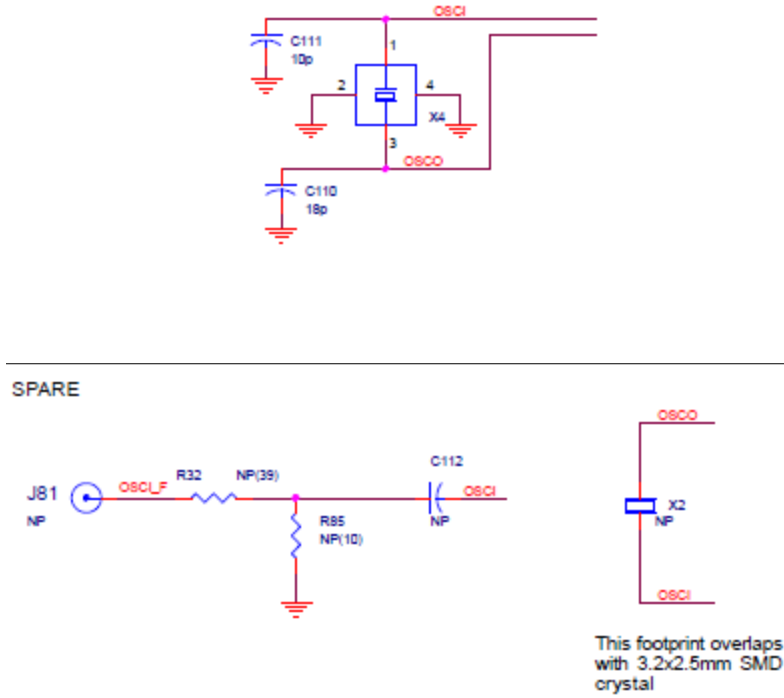 OSCI
C111
10p
1
2
4
X4
3
OSCO
C110
18p
SPARE
OSCO
C112
R32 NP(39)
J81
OSCI_F
OSCI
X2
NP
R85
NP
NP
NP(10)
OSCI
This footprint overlaps
with 3.2x2.5mm SMD
crystal